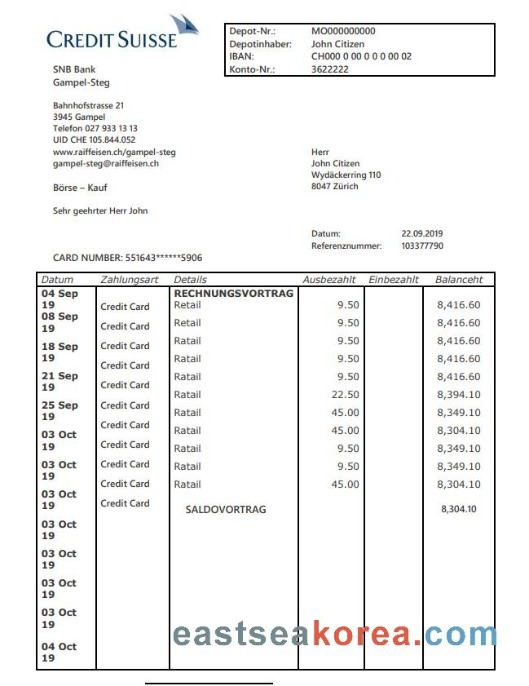 CREDIT SUISSE
Depot-Nr.: MO000000000
Depotinhaber: John Citizen
IBAN: CH000 0 00 0 0 0 00 02
Konto-Nr.: 3622222
SNB Bank
Gampel-Steg
Bahnhofstrasse 21
3945 Gampel
Telefon 027 933 13 13
UID CHE 105.844.052
www.raiffeisen.ch/gampel-steg
gampel-steg@raiffeisen.ch
Herr
John Citizen
Wydäckerring 110
8047 Zürich
Börse – Kauf
Sehr geehrter Herr John
Datum: 22.09.2019
Referenznummer: 103377790
CARD NUMBER: 551643******5906
Datum Zahlungsart Details Ausbezahlt Einbezahlt Balanceht
04 Sep RECHNUNGSVORTRAG
19 Credit Card Retail 9.50 8,416.60
08 Sep
19 Credit Card Retail 9.50 8,416.60
18 Sep Credit Card Ratail 9.50 8,416.60
19
21 Sep Credit Card Ratail 9.50 8,416.60
19 Credit Card Ratail 22.50 8,394.10
25 Sep Credit Card Ratail 45.00 8,349.10
19
03 Oct Credit Card Ratail 45.00 8,304.10
19 Credit Card Ratail 9.50 8,349.10
03 Oct Credit Card Ratail 9.50 8,349.10
19
03 Oct Credit Card Ratail 45.00 8,304.10
19 Credit Card SALDOVORTRAG 8,304.10
03 Oct
19
03 Oct
19
03 Oct
19
03 Oct
19
04 Oct
19
eastseakorea.com